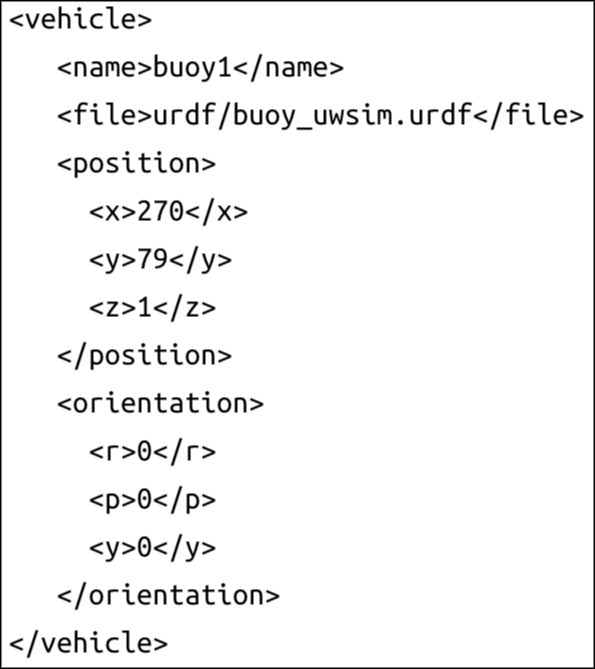 <vehicle>
<name>buoy1</name>
<file>urdf/buoy_uwsim.urdf</file>
<position>
<x>270</x>
<y>79</y>
<z>1</z>
</position>
<orientation>
<r>0</r>
<p>0</p>
<y>0</y>
</orientation>
</vehicle>